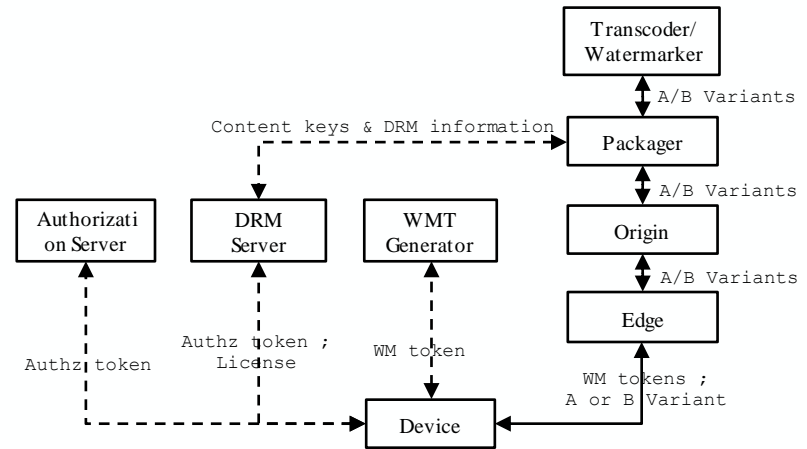 Transcoder/
Watermarker
A/B Variants
Content keys & DRM information
Packager
A/B Variants
Authorizati
on Server
DRM
Server
WMT
Generator
Origin
A/B Variants
Edge
Authz token
Authz token ;
License
WM token
WM tokens ;
A or B Variant
Device